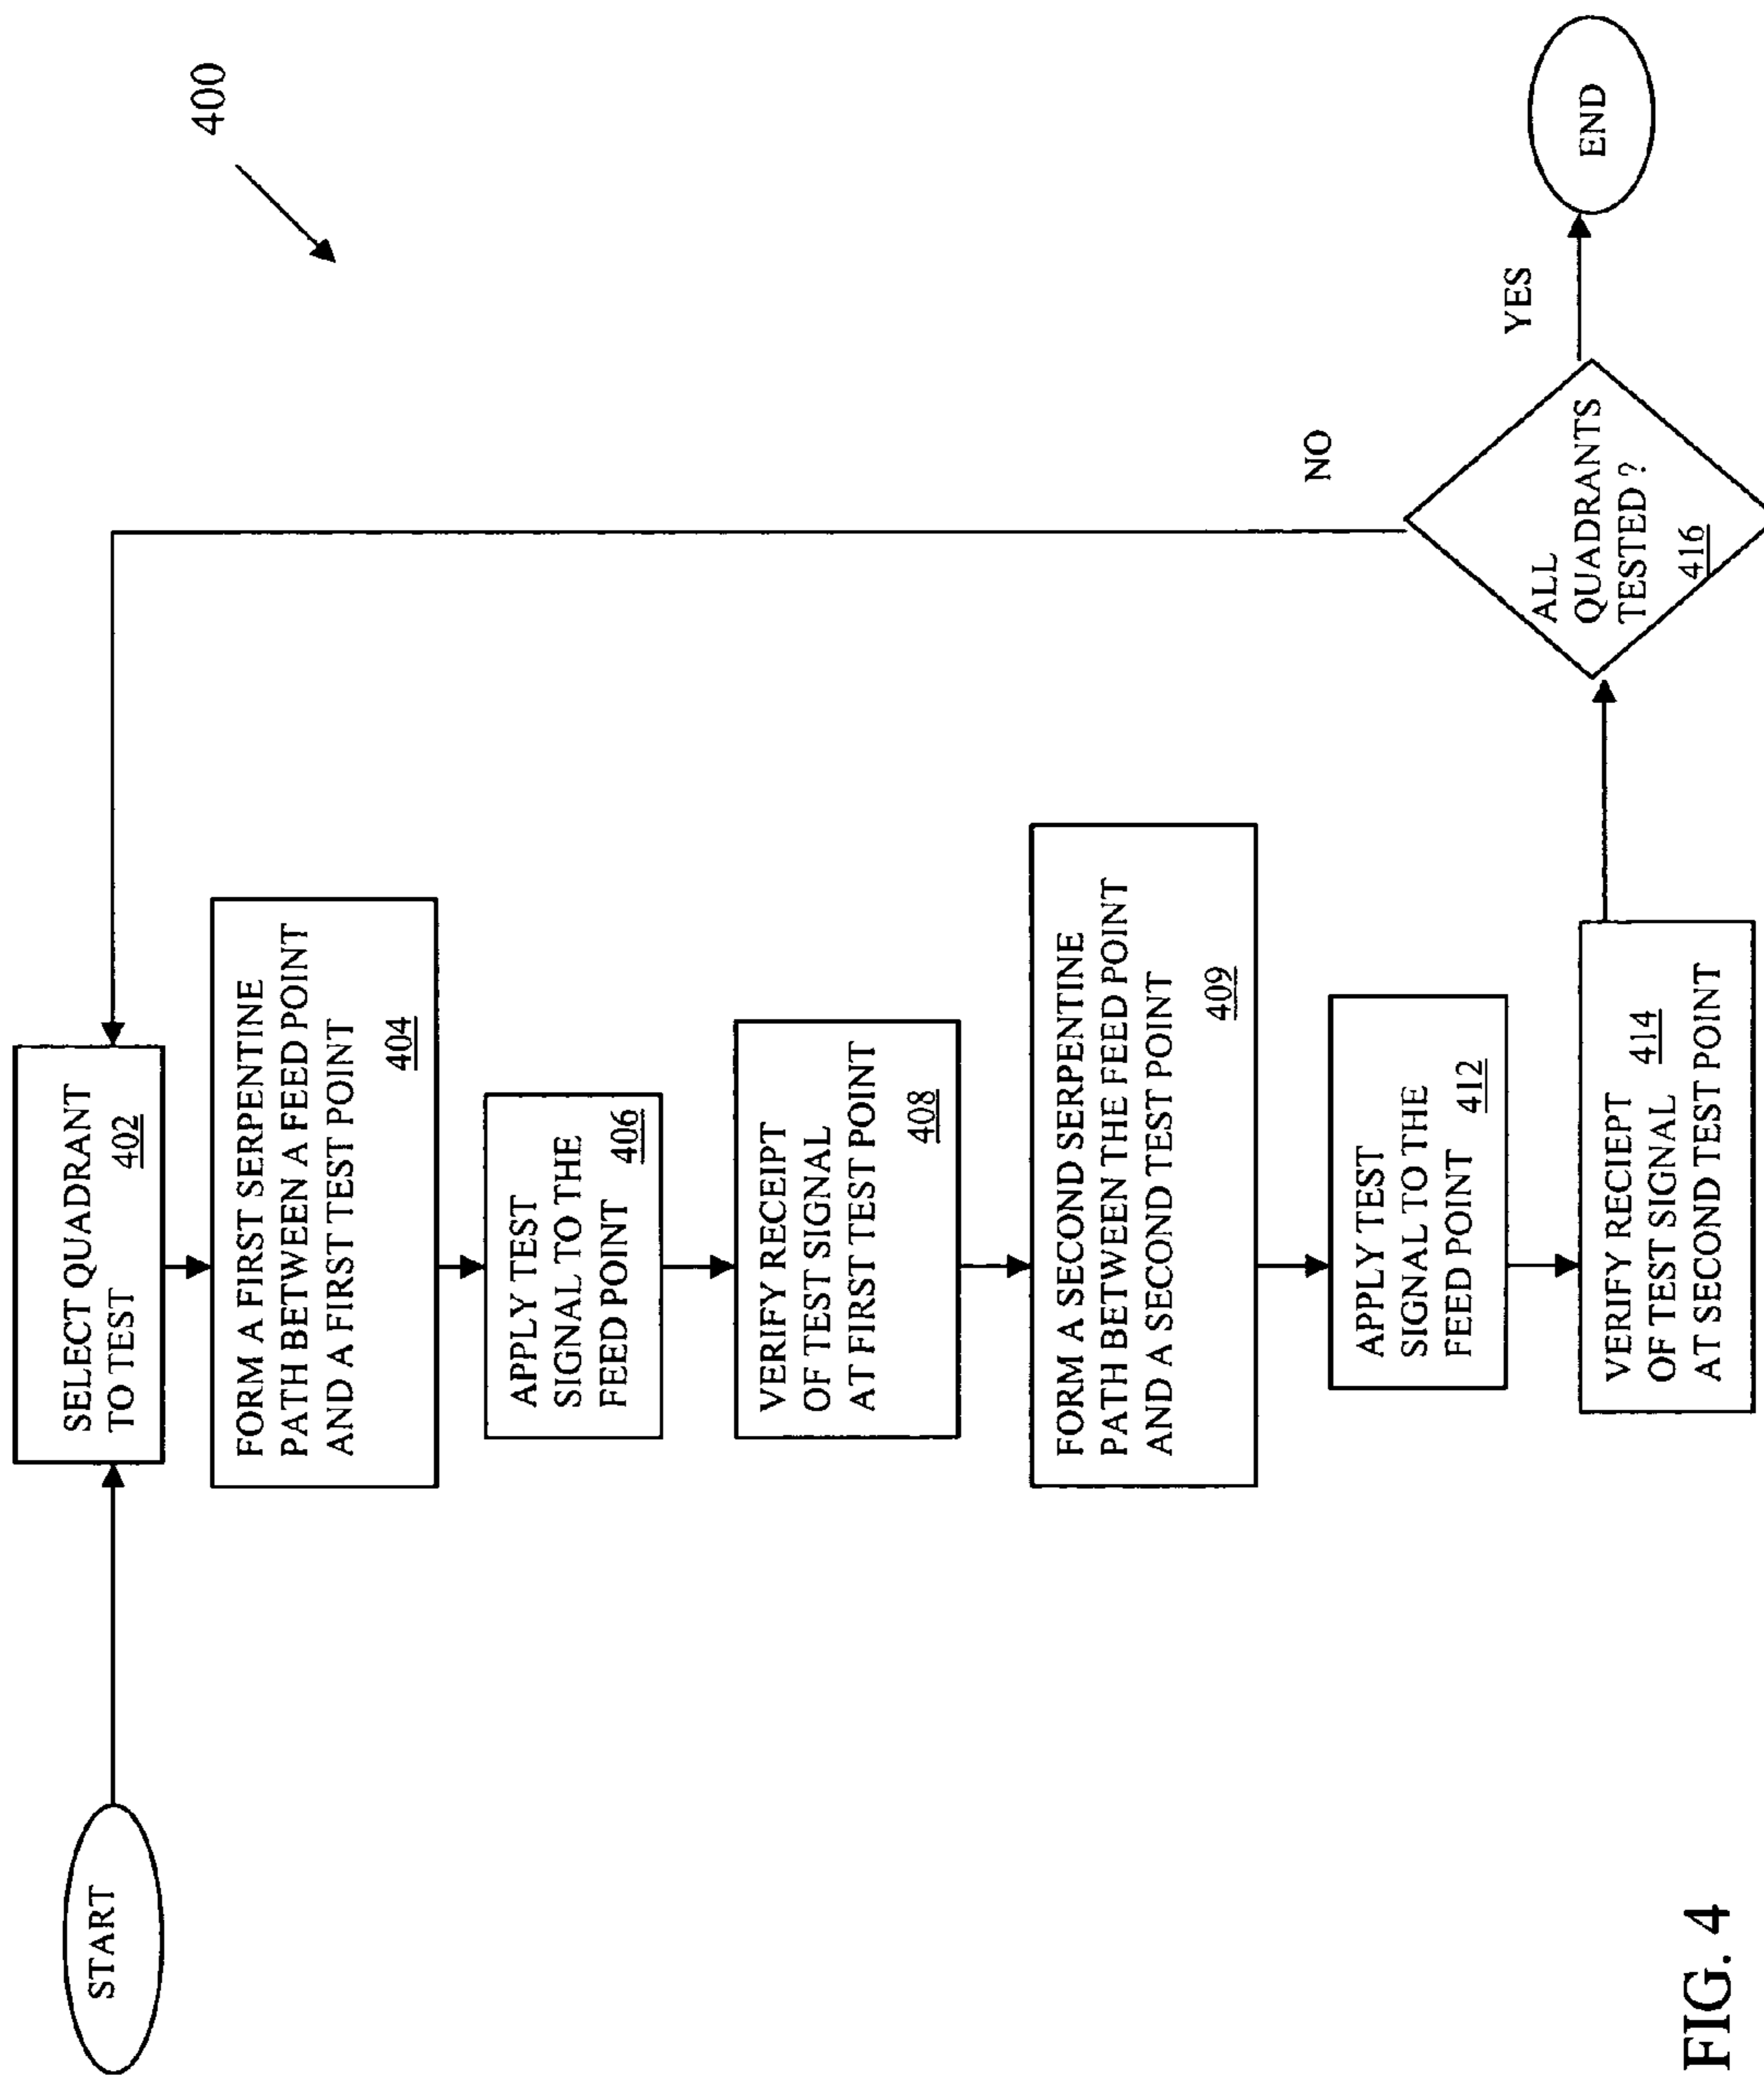 400
START
SELECT QUADRANT
TO TEST
402
FORM A FIRST SERPENTINE
PATH BETWEEN A FEED POINT
AND A FIRST TEST POINT
404
APPLY TEST
SIGNAL TO THE
FEED POINT
406
VERIFY RECEIPT
OF TEST SIGNAL
AT FIRST TEST POINT
408
FORM A SECOND SERPENTINE
PATH BETWEEN THE FEED POINT
AND A SECOND TEST POINT
409
APPLY TEST
SIGNAL TO THE
FEED POINT
412
VERIFY RECIEPT
OF TEST SIGNAL
414
AT SECOND TEST POINT
ALL
QUADRANTS
TESTED ?
416
NO
YES
END
FIG. 4